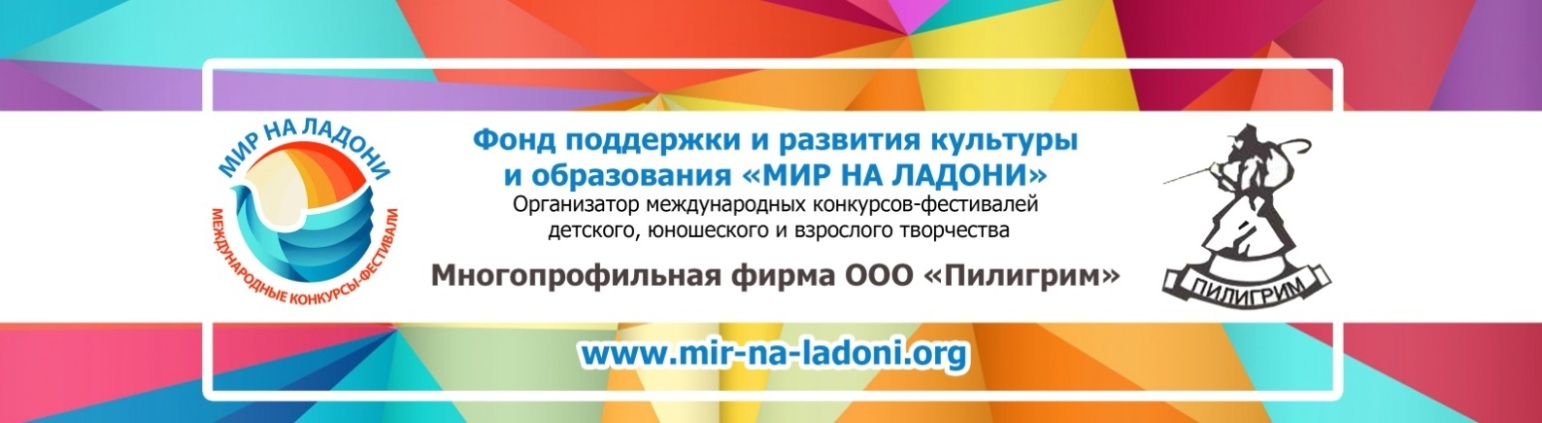 МИР НА ЛАДОНИ
МЕЖДУНАРОДНЫЕ КОНКУРСЫ-ФЕСТИВАЛИ
Фонд поддержки и развития культуры
и образования «МИР НА ЛАДОНИ»
Организатор международных конкурсов-фестивалей
детского, юношеского и взрослого творчества
Многопрофильная фирма ООО «Пилигрим»
ПИЛИГРИМ
www.mir-na-ladoni.org